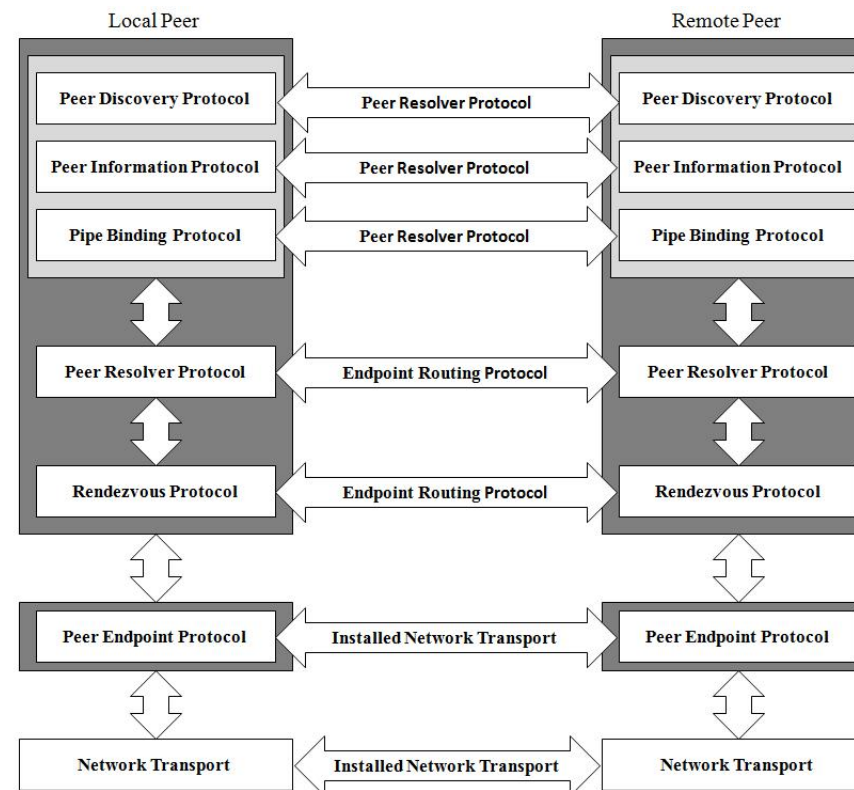 Local Peer
Remote Peer
Peer Discovery Protocol
Peer Resolver Protocol
Peer Discovery Protocol
Peer Information Protocol
Peer Resolver Protocol
Peer Information Protocol
Pipe Binding Protocol
Peer Resolver Protocol
Pipe Binding Protocol
Peer Resolver Protocol
Endpoint Routing Protocol
Peer Resolver Protocol
Rendezvous Protocol
Endpoint Routing Protocol
Rendezvous Protocol
Peer Endpoint Protocol
Installed Network Transport
Peer Endpoint Protocol
Network Transport
Installed Network Transport
Network Transport